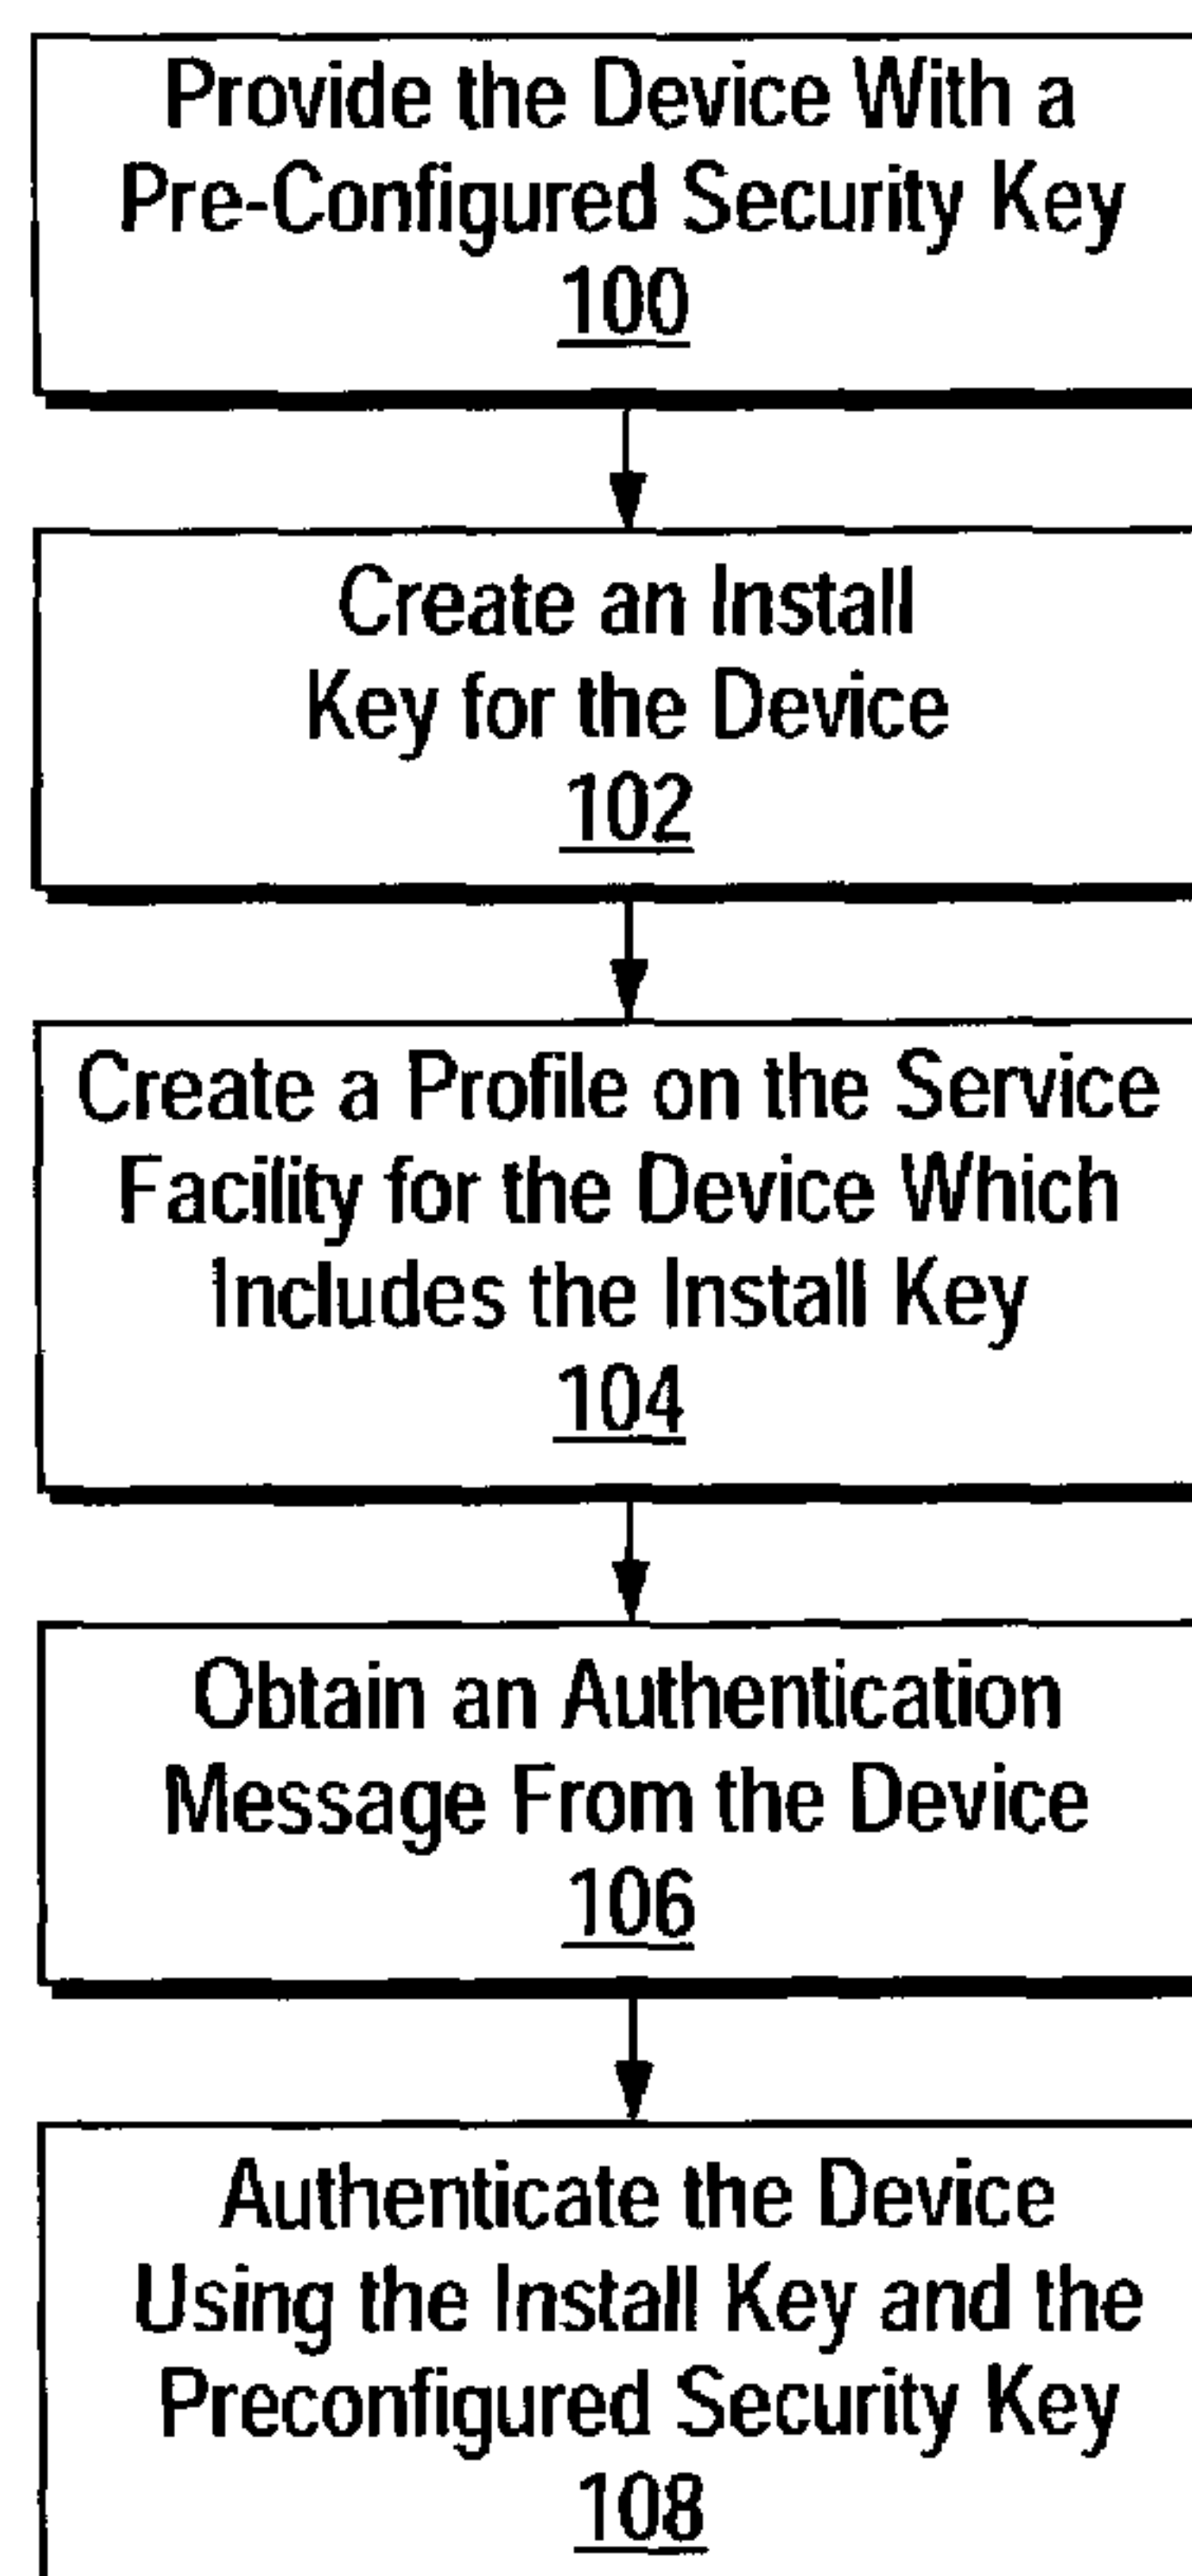 Provide the Device With a
Pre-Configured Security Key
100
Create an Install
Key for the Device
102
Create a Profile on the Service
Facility for the Device Which
Includes the Install Key
104
Obtain an Authentication
Message From the Device
106
Authenticate the Device
Using the Install Key and the
Preconfigured Security Key
108